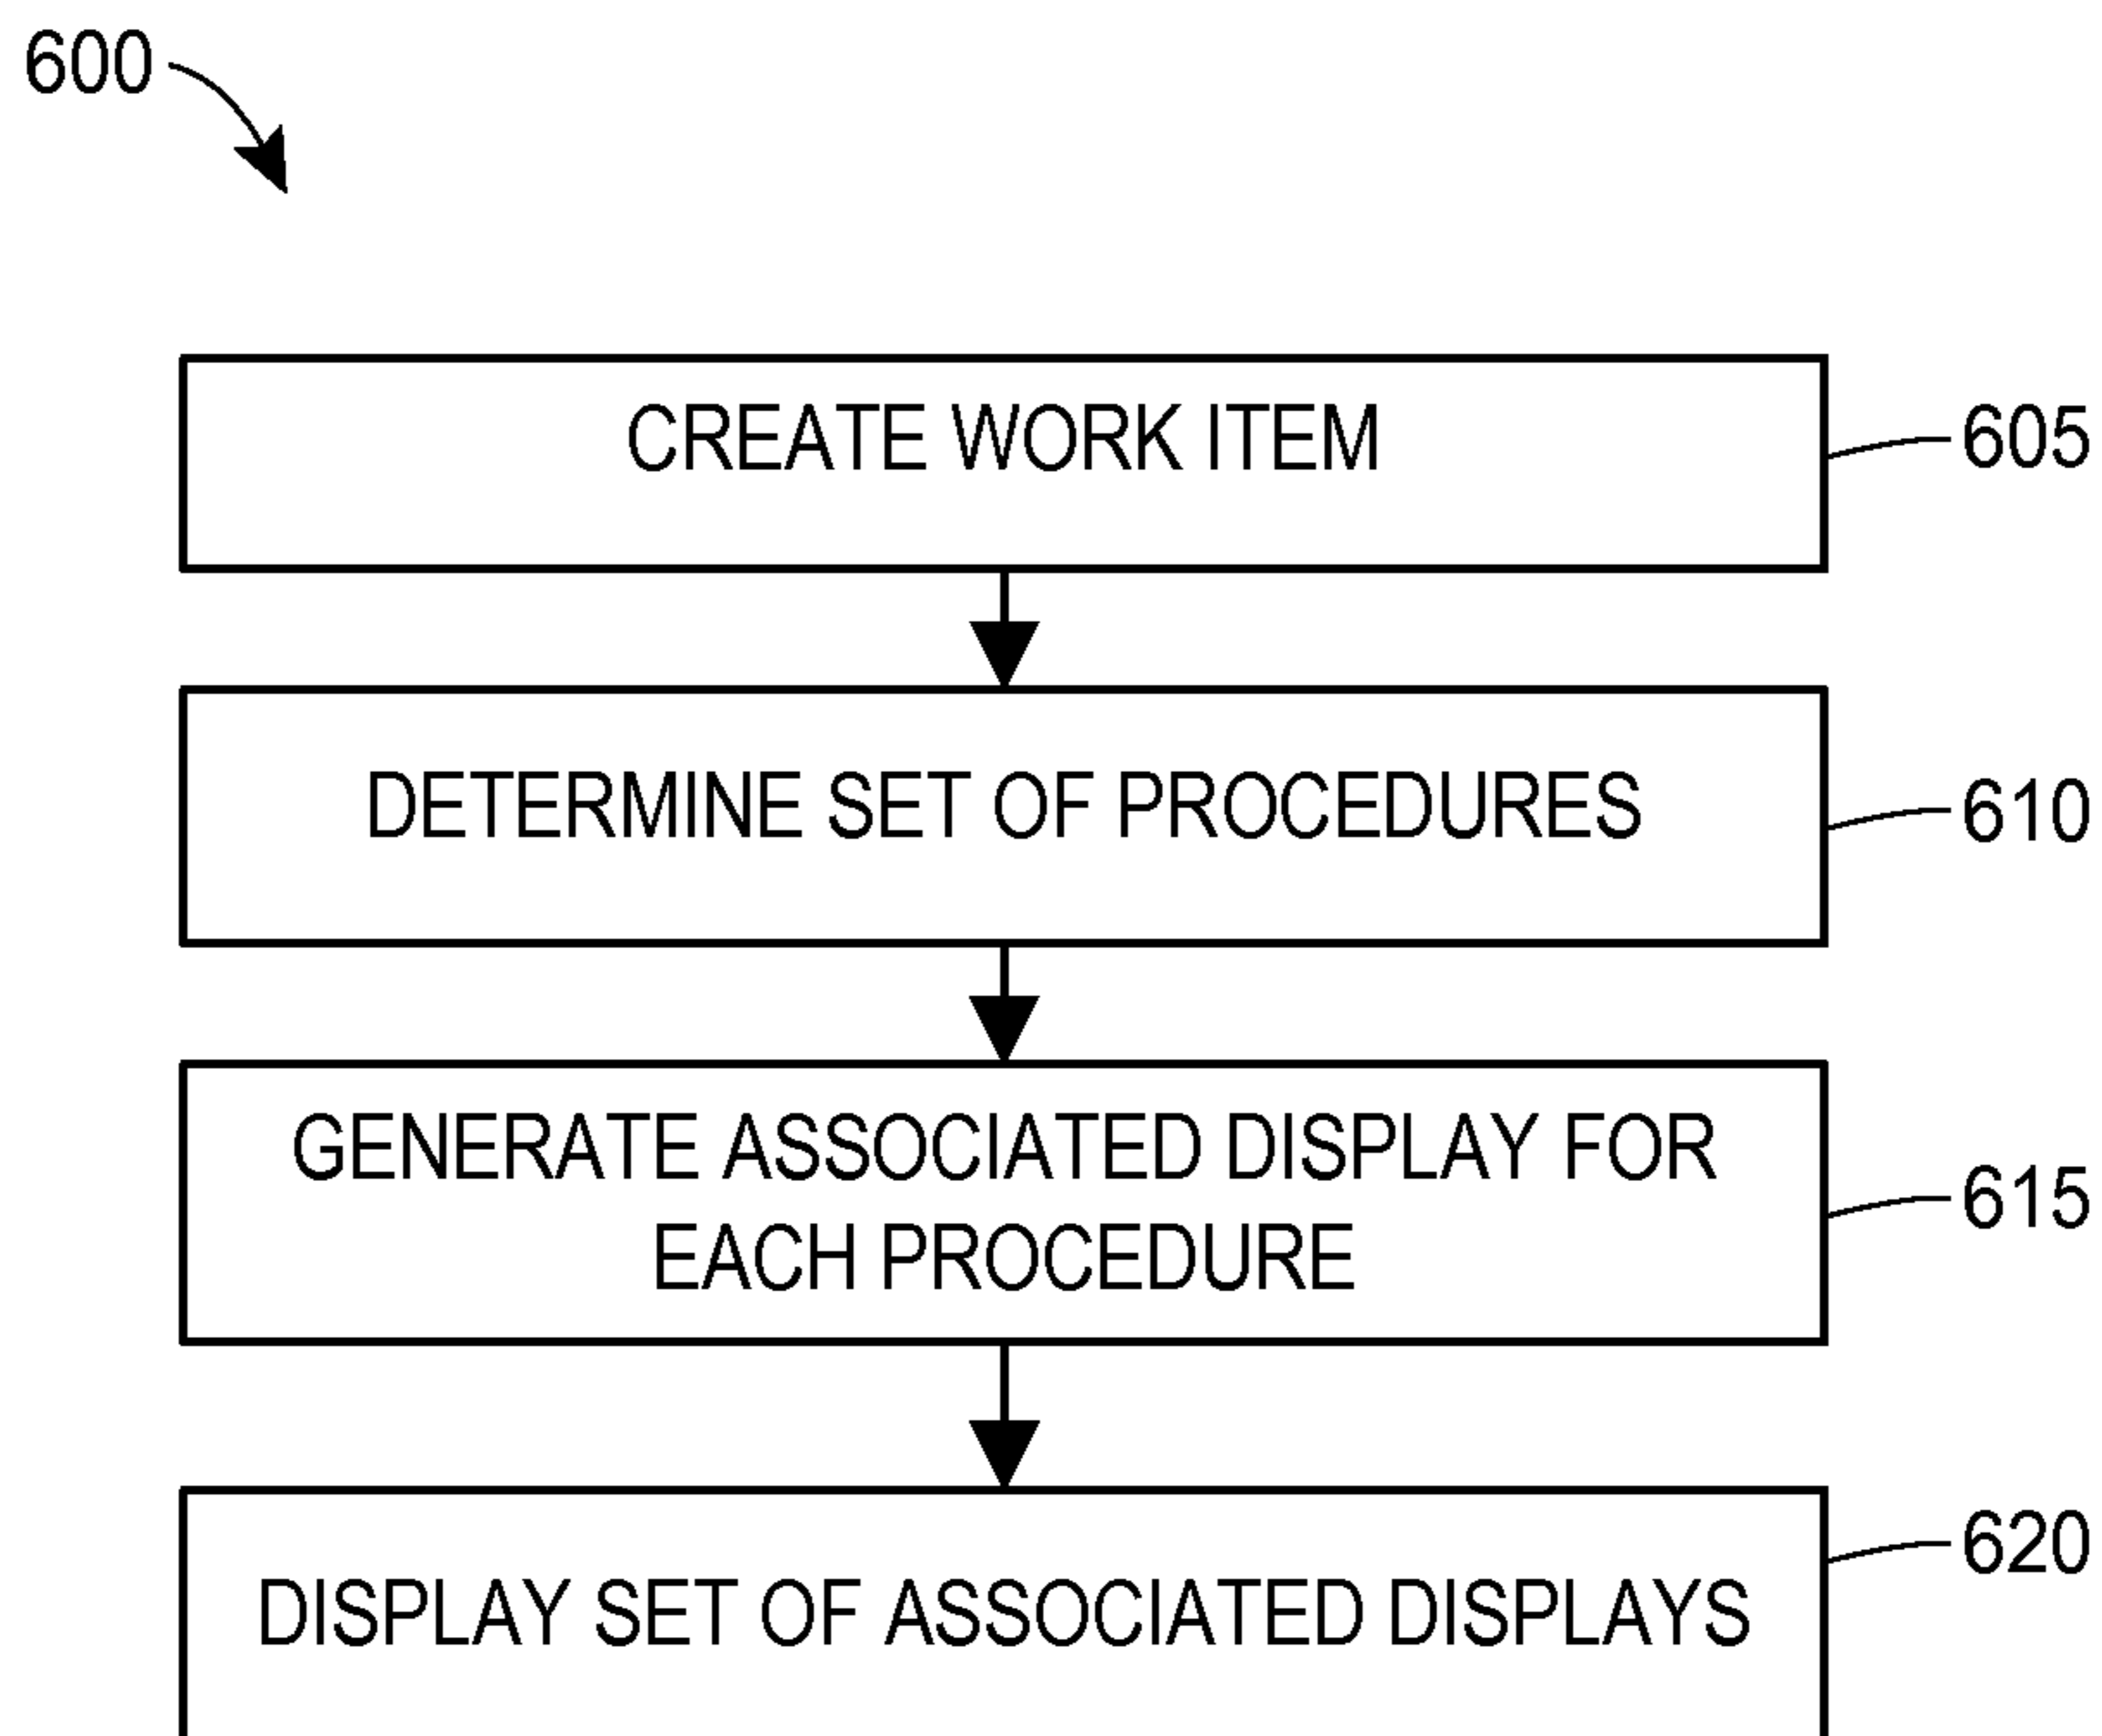 600
CREATE WORK ITEM
605
DETERMINE SET OF PROCEDURES
610
GENERATE ASSOCIATED DISPLAY FOR
EACH PROCEDURE
615
620
DISPLAY SET OF ASSOCIATED DISPLAYS